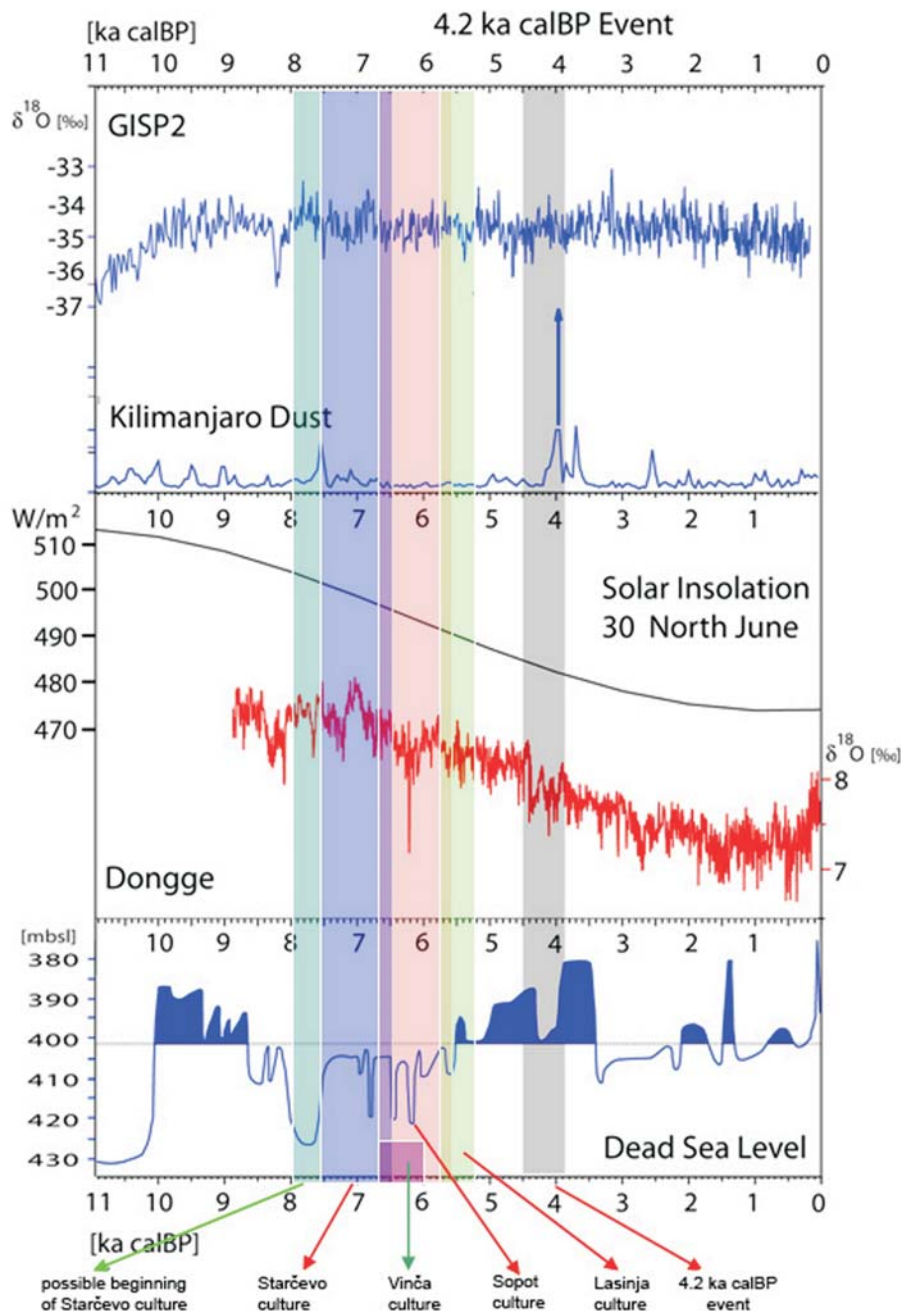 [ka calBP]
4.2 ka calBP Event
11 10 9 8 7 6 5 4 3 2 1 0
δ18O [‰]
GISP2
-33
-34
-35
-36
-37
Kilimanjaro Dust
W/m2
10 9 8 7 6 5 4 3 2 1
510
500
490
480
470
Solar Insolation
30 North June
δ18O [‰]
8
7
Dongge
[mbsl]
10 9 8 7 6 5 4 3 2 1
380
390
400
410
420
430
Dead Sea Level
11 10 9 8 7 6 5 4 3 2 1 0
[ka calBP]
possible beginning
of Starčevo culture
Starčevo
culture
Vinča
culture
Sopot
culture
Lasinja
culture
4.2 ka calBP
event